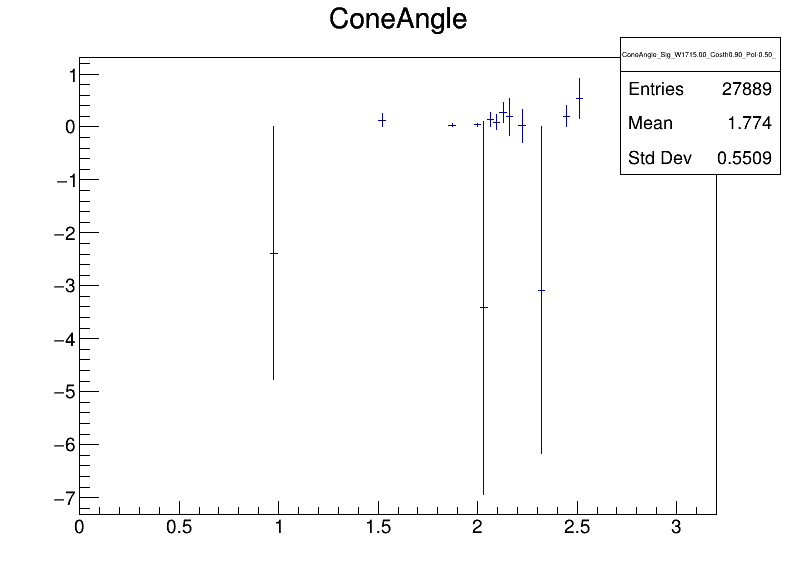 ConeAngle
ConeAngle_Sig_W1715.00_Costh0.90_Pol-0.50_
Entries 27889
Mean 1.774
Std Dev 0.5509
1
0
−1
−2
−3
−4
−5
−6
−7
0 0.5 1 1.5 2 2.5 3